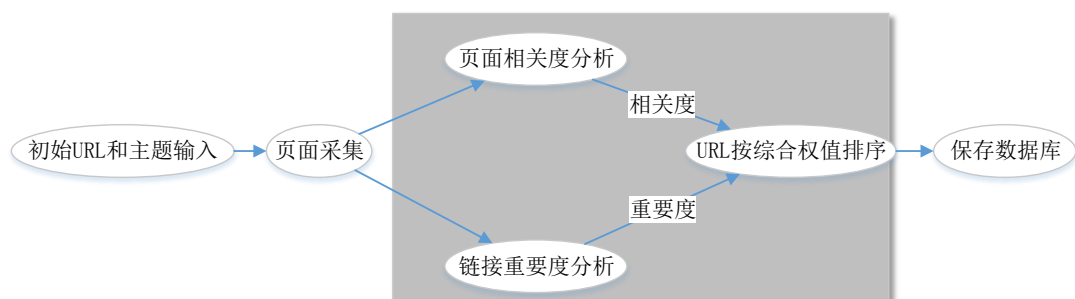 页面相关度分析
相关度
初始URL和主题输入
页面采集
URL按综合权值排序
保存数据库
重要度
链接重要度分析